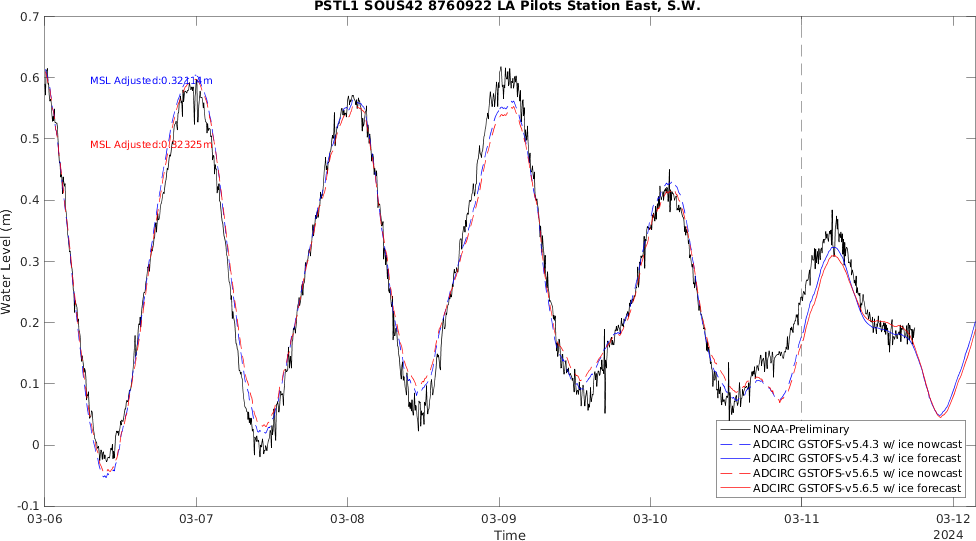 PSTL1 SOUS42 8760922 LA Pilots Station East, S.W.
0.7
0.6
0.5
0.4
0.3
0.2
0.1
0
-0.1
Water Level (m)
MSL Adjusted:0.32114m
MSL Adjusted:0.32325m
NOAA-Preliminary
ADCIRC GSTOFS-v5.4.3 w/ ice nowcast
ADCIRC GSTOFS-v5.4.3 w/ ice forecast
ADCIRC GSTOFS-v5.6.5 w/ ice nowcast
ADCIRC GSTOFS-v5.6.5 w/ ice forecast
03-06 03-07 03-08 03-09 03-10 03-11 03-12
Time
2024